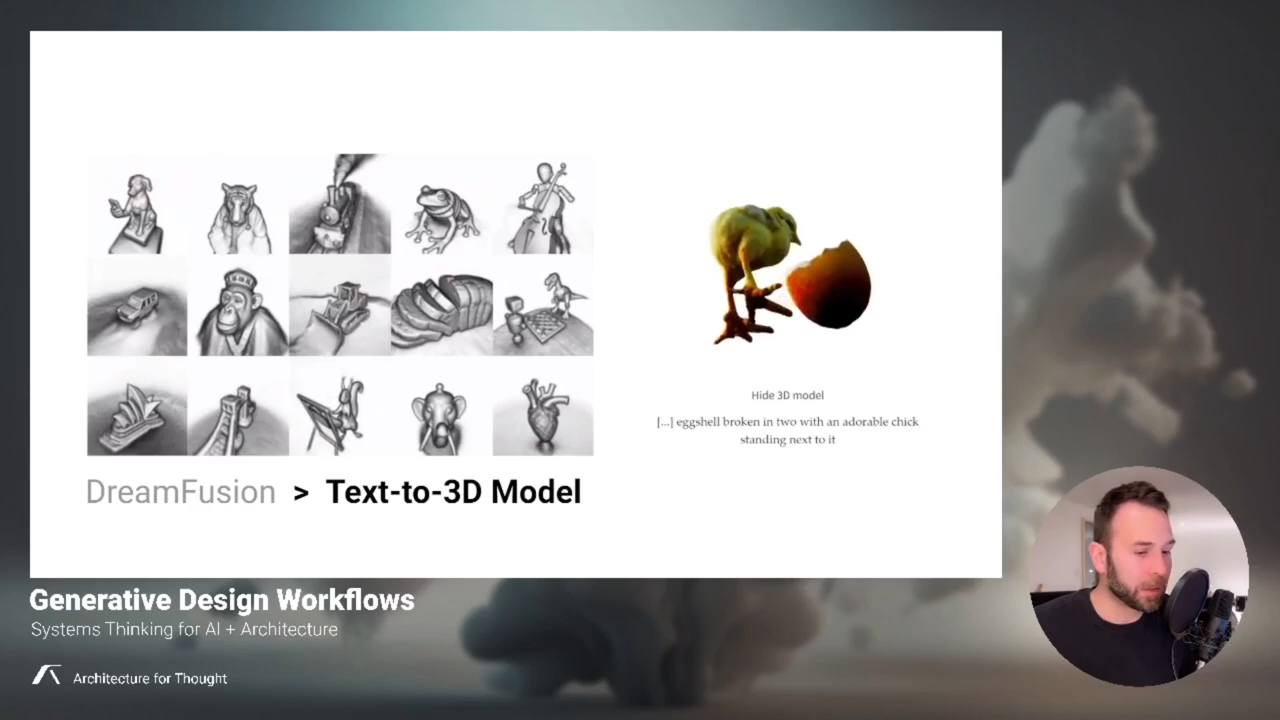 Hide 3D model
[...] eggshell broken in two with an adorable chick
standing next to it
DreamFusion > Text-to-3D Model
Generative Design Workflows
Systems Thinking for AI + Architecture
Architecture for Thought